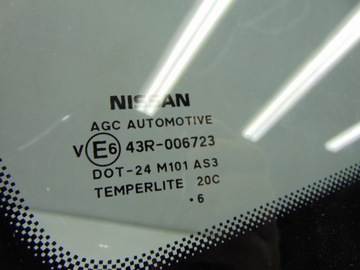 NISSAN
AGC AUTOMOTIVE
V E6 43R-006723
DOT-24 M101 AS3
TEMPERLITE 20C
.6